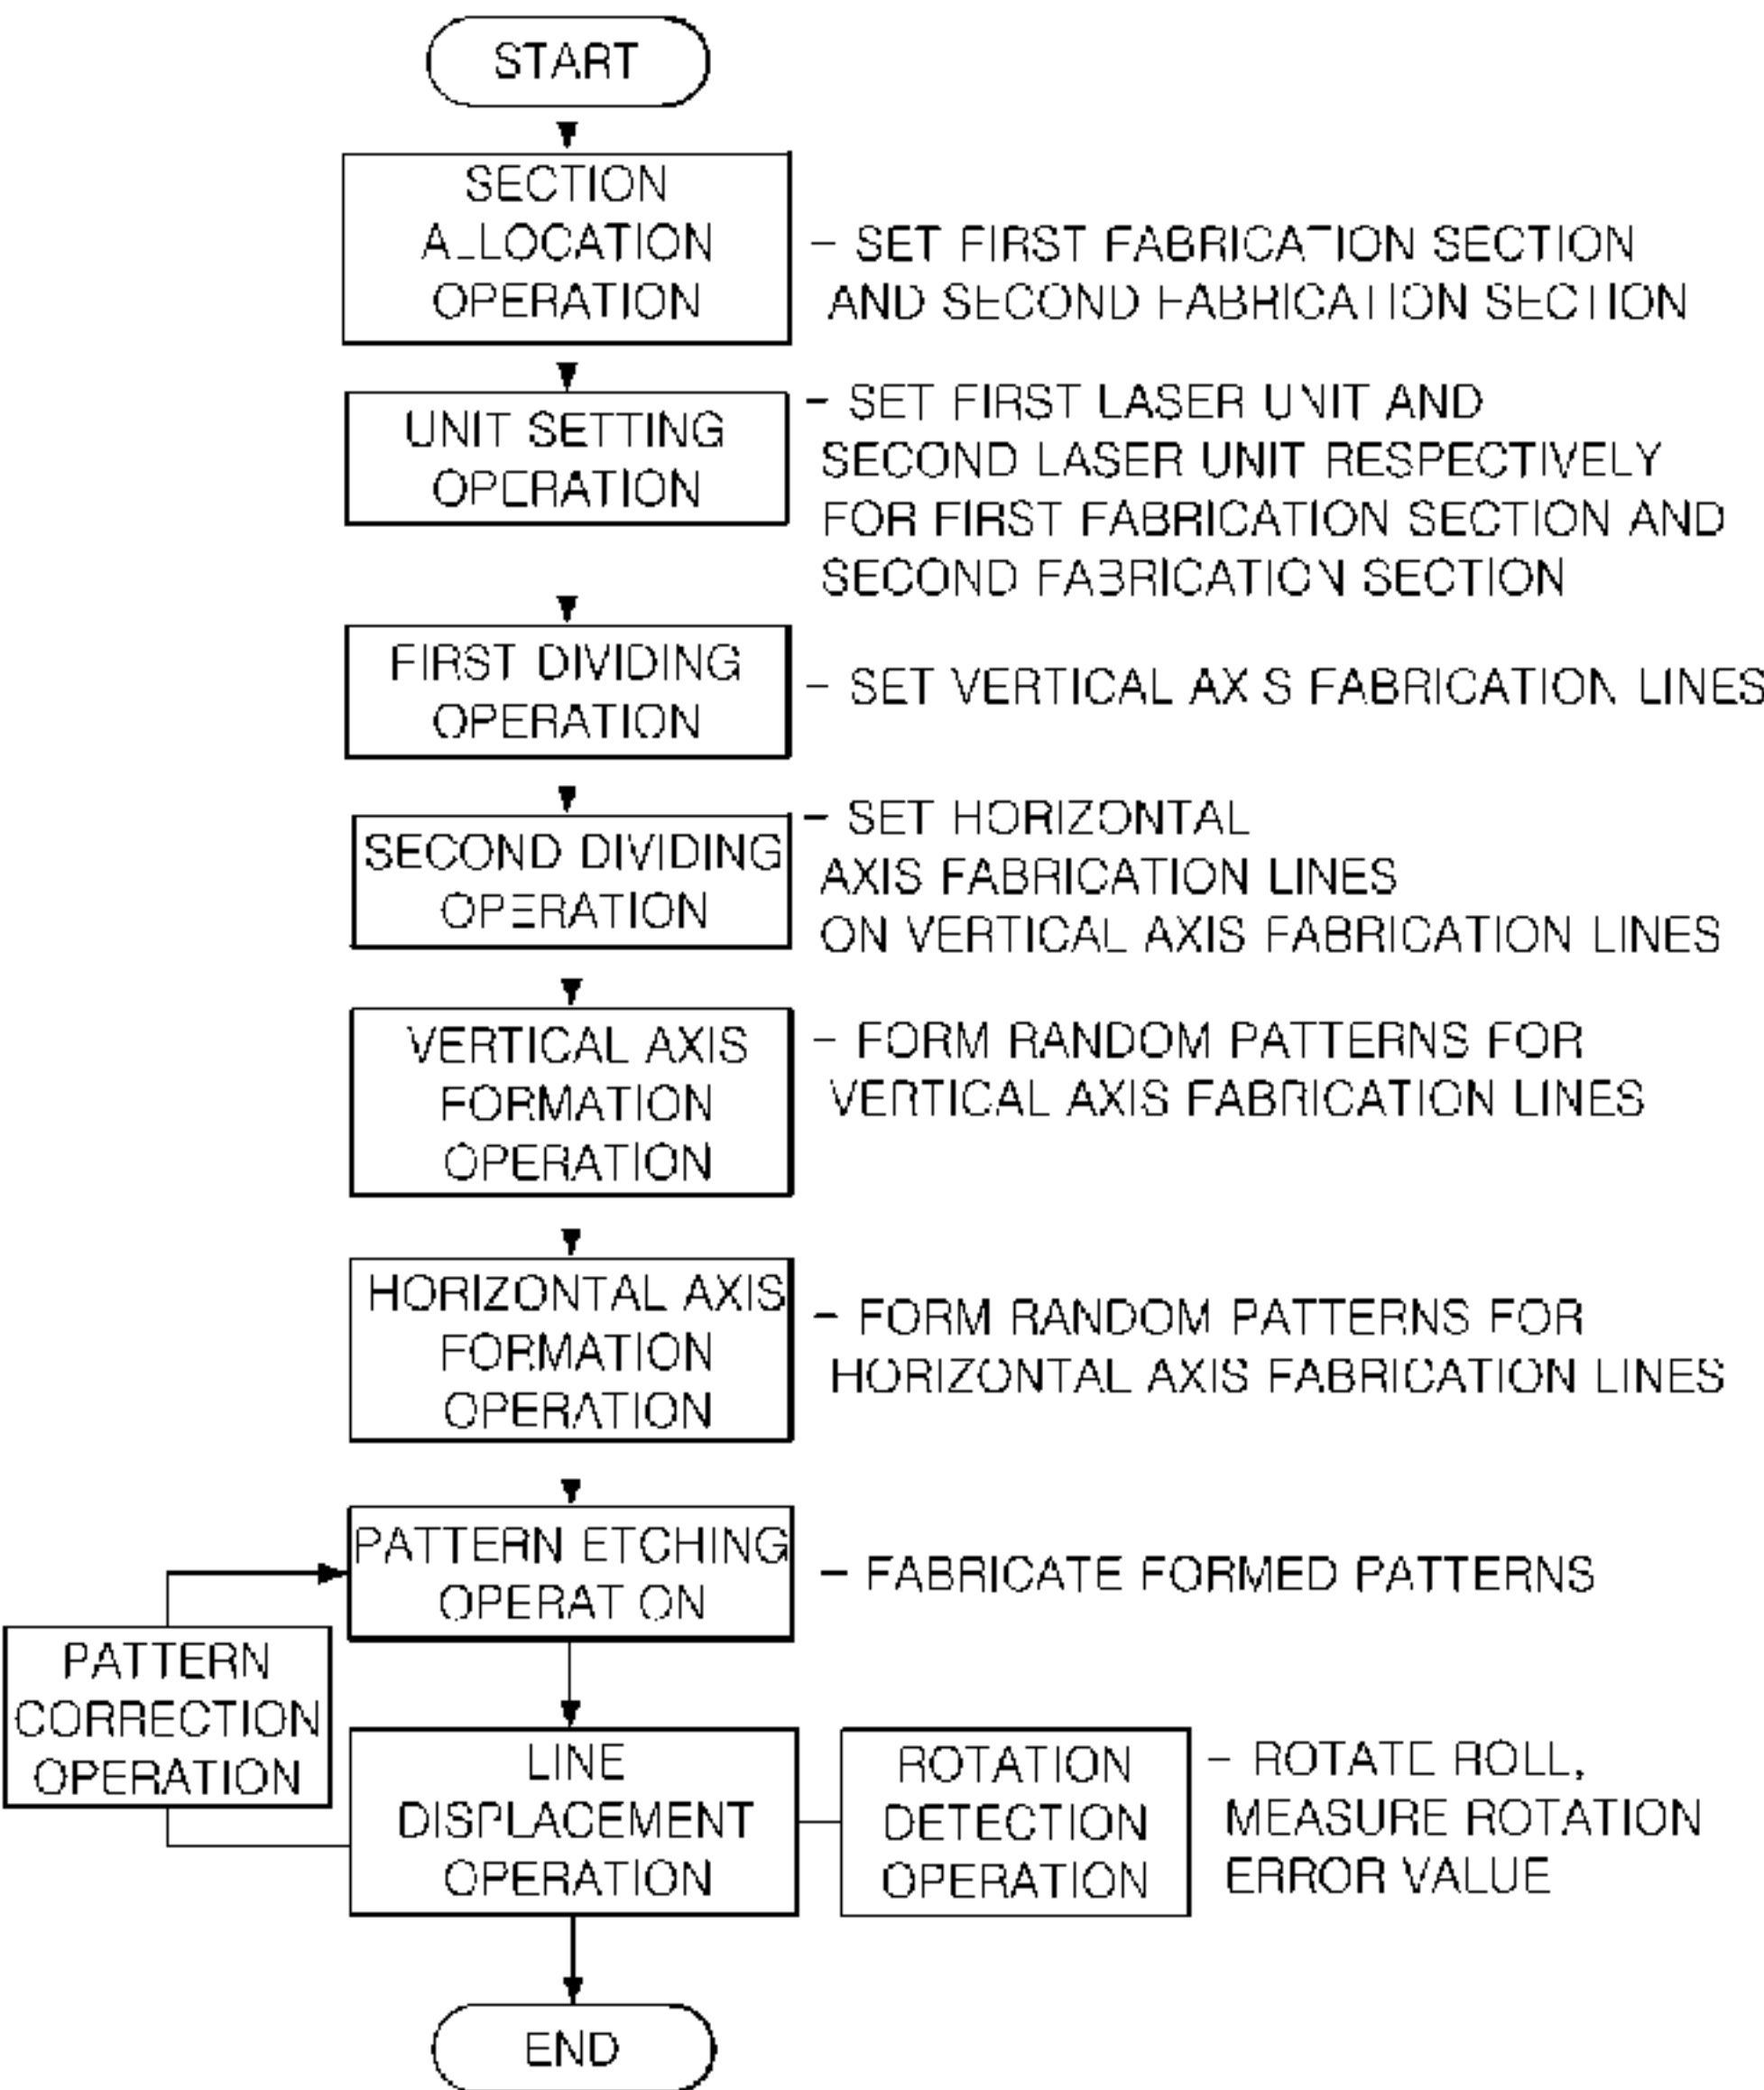 START
SECTION
ALLOCATION
OPERATION
- SET FIRST FABRICATION SECTION
AND SECOND FABRICATION SECTION
UNIT SETTING
OPERATION
- SET FIRST LASER UNIT AND
SECOND LASER UNIT RESPECTIVELY
FOR FIRST FABRICATION SECTION AND
SECOND FABRICATION SECTION
FIRST DIVIDING
OPERATION
- SET VERTICAL AXIS FABRICATION LINES
SECOND DIVIDING
OPERATION
- SET HORIZONTAL
AXIS FABRICATION LINES
ON VERTICAL AXIS FABRICATION LINES
VERTICAL AXIS
FORMATION
OPERATION
- FORM RANDOM PATTERNS FOR
VERTICAL AXIS FABRICATION LINES
HORIZONTAL AXIS
FORMATION
OPERATION
- FORM RANDOM PATTERNS FOR
HORIZONTAL AXIS FABRICATION LINES
PATTERN ETCHING
OPERATION
- FABRICATE FORMED PATTERNS
PATTERN
CORRECTION
OPERATION
LINE
DISPLACEMENT
OPERATION
ROTATION
DETECTION
OPERATION
- ROTATE ROLL,
MEASURE ROTATION
ERROR VALUE
END